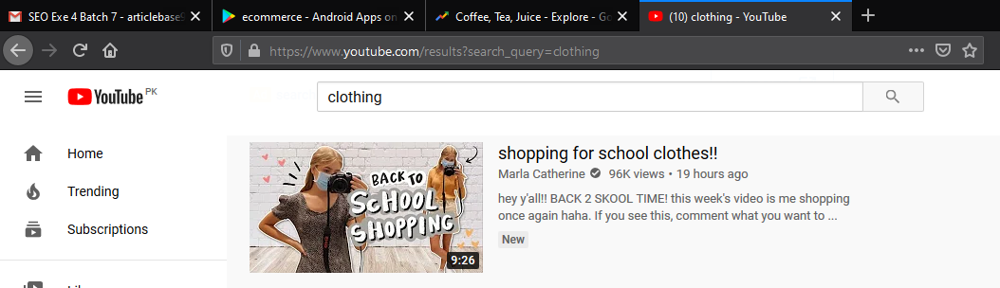 SEO Exe 4 Batch 7 - articlebase
ecommerce - Android Apps on
Coffee, Tea, Juice - Explore - Go
(10) clothing - YouTube
https://www.youtube.com/results?search_query=clothing
YouTube PK
clothing
Home
Trending
Subscriptions
BACK TO
SCHOOL
SHOPPING
9:26
shopping for school clothes!!
Marla Catherine 96K views • 19 hours ago
hey y'all!! BACK 2 SKOOL TIME! this week's video is me shopping
once again haha. If you see this, comment what you want to ...
New